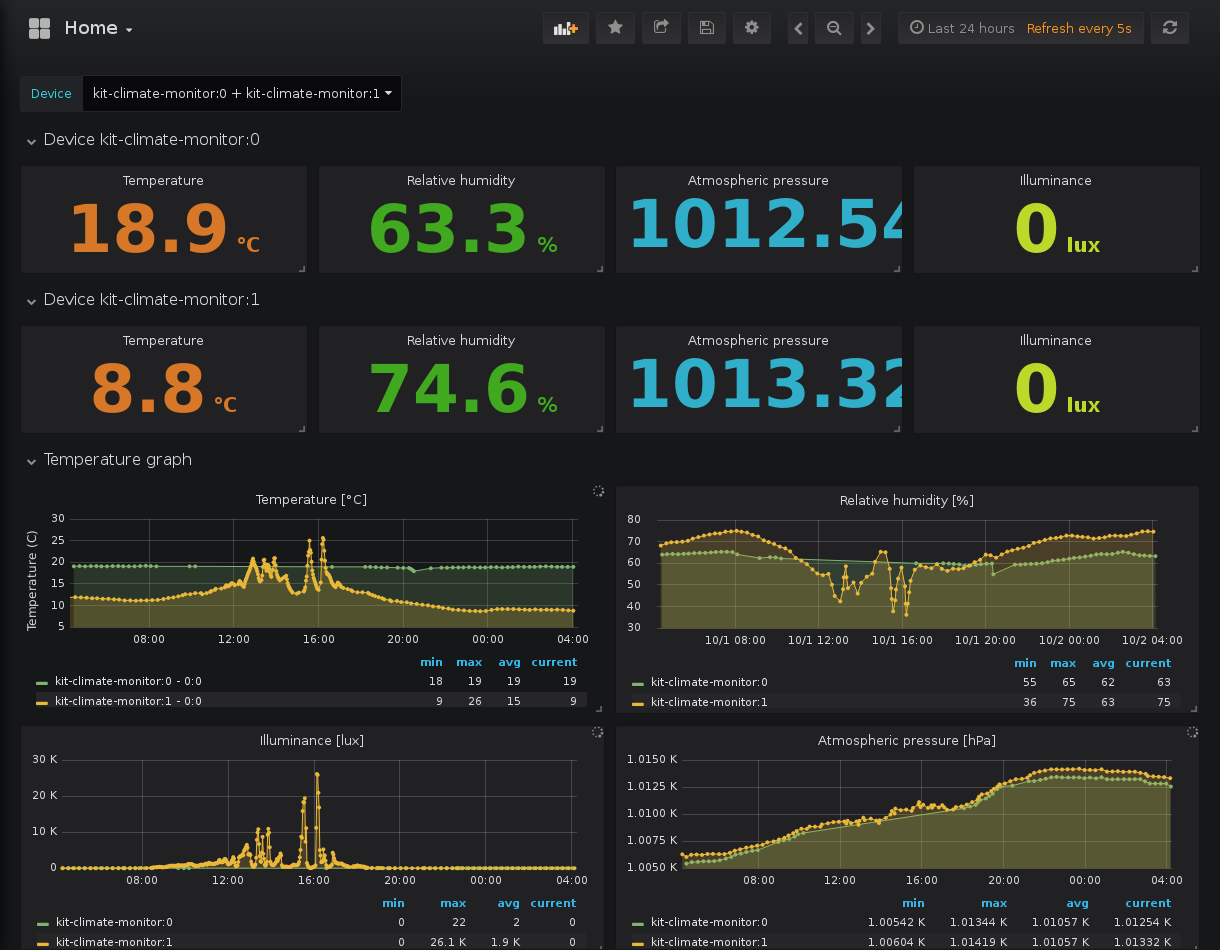 Home
Last 24 hours Refresh every 5s
Device kit-climate-monitor:0 + kit-climate-monitor:1
Device kit-climate-monitor:0
Temperature Relative humidity Atmospheric pressure Illuminance
18.9 °C 63.3 % 1012.54 0 lux
Device kit-climate-monitor:1
Temperature Relative humidity Atmospheric pressure Illuminance
8.8 °C 74.6 % 1013.32 0 lux
Temperature graph
Temperature [°C]
Temperature (C)
30
25
20
15
10
5
08:00 12:00 16:00 20:00 00:00 04:00
min max avg current
kit-climate-monitor:0 - 0:0 18 19 19 19
kit-climate-monitor:1 - 0:0 9 26 15 9
Relative humidity [%]
80
70
60
50
40
30
10/1 08:00 10/1 12:00 10/1 16:00 10/1 20:00 10/2 00:00 10/2 04:00
min max avg current
kit-climate-monitor:0 55 65 62 63
kit-climate-monitor:1 36 75 63 75
Illuminance [lux]
30 K
20 K
10 K
0
08:00 12:00 16:00 20:00 00:00 04:00
min max avg current
kit-climate-monitor:0 0 22 2 0
kit-climate-monitor:1 0 26.1 K 1.9 K 0
Atmospheric pressure [hPa]
1.0150 K
1.0125 K
1.0100 K
1.0075 K
1.0050 K
08:00 12:00 16:00 20:00 00:00 04:00
min max avg current
kit-climate-monitor:0 1.00542 K 1.01344 K 1.01057 K 1.01254 K
kit-climate-monitor:1 1.00604 K 1.01419 K 1.01057 K 1.01332 K